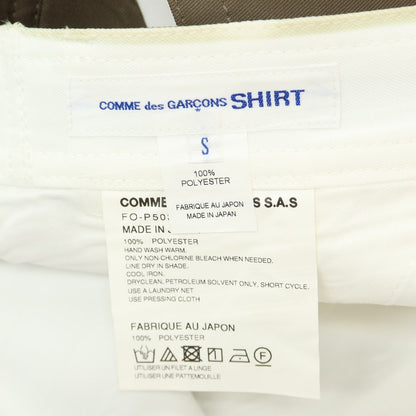 COMME des GARÇONS SHIRT
S
100%
POLYESTER
FABRIQUE AU JAPON
MADE IN JAPAN
COMME S S.A.S
FO-P50
MADE IN
100% POLYESTER
HAND WASH WARM.
ONLY NON-CHLORINE BLEACH WHEN NEEDED.
LINE DRY IN SHADE.
COOL IRON.
DRYCLEAN, PETROLEUM SOLVENT ONLY, SHORT CYCLE.
USE A LAUNDRY NET
USE PRESSING CLOTH
FABRIQUE AU JAPON
100% POLYESTER
UTILISER UN FILET A LINGE
UTILISER UNE PATTEMOUILLE